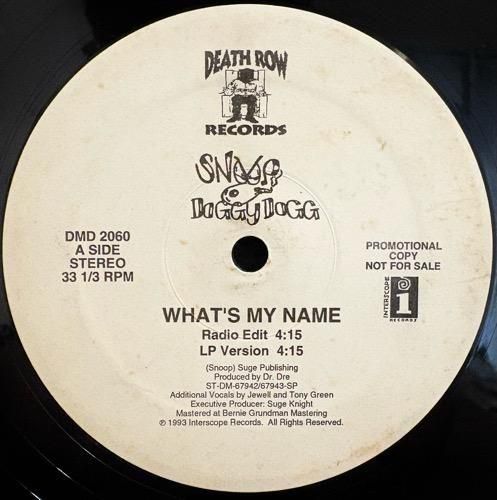 DEATH ROW
RECORDS
SNOOP
DOGGY DOGG
DMD 2060
A SIDE
STEREO
33 1/3 RPM
PROMOTIONAL
COPY
NOT FOR SALE
INTERSCOPE
i
RECORDS
WHAT'S MY NAME
Radio Edit 4:15
LP Version 4:15
(Snoop) Suge Publishing
Produced by Dr. Dre
ST-DM-67942/67943-SP
Additional Vocals by Jewell and Tony Green
Executive Producer: Suge Knight
Mastered at Bernie Grundman Mastering
℗ 1993 Interscope Records. All Rights Reserved.